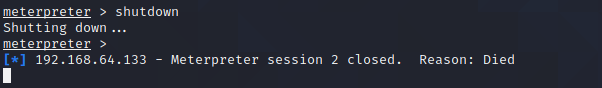 meterpreter > shutdown
Shutting down...
meterpreter >
[*] 192.168.64.133 - Meterpreter session 2 closed.  Reason: Died